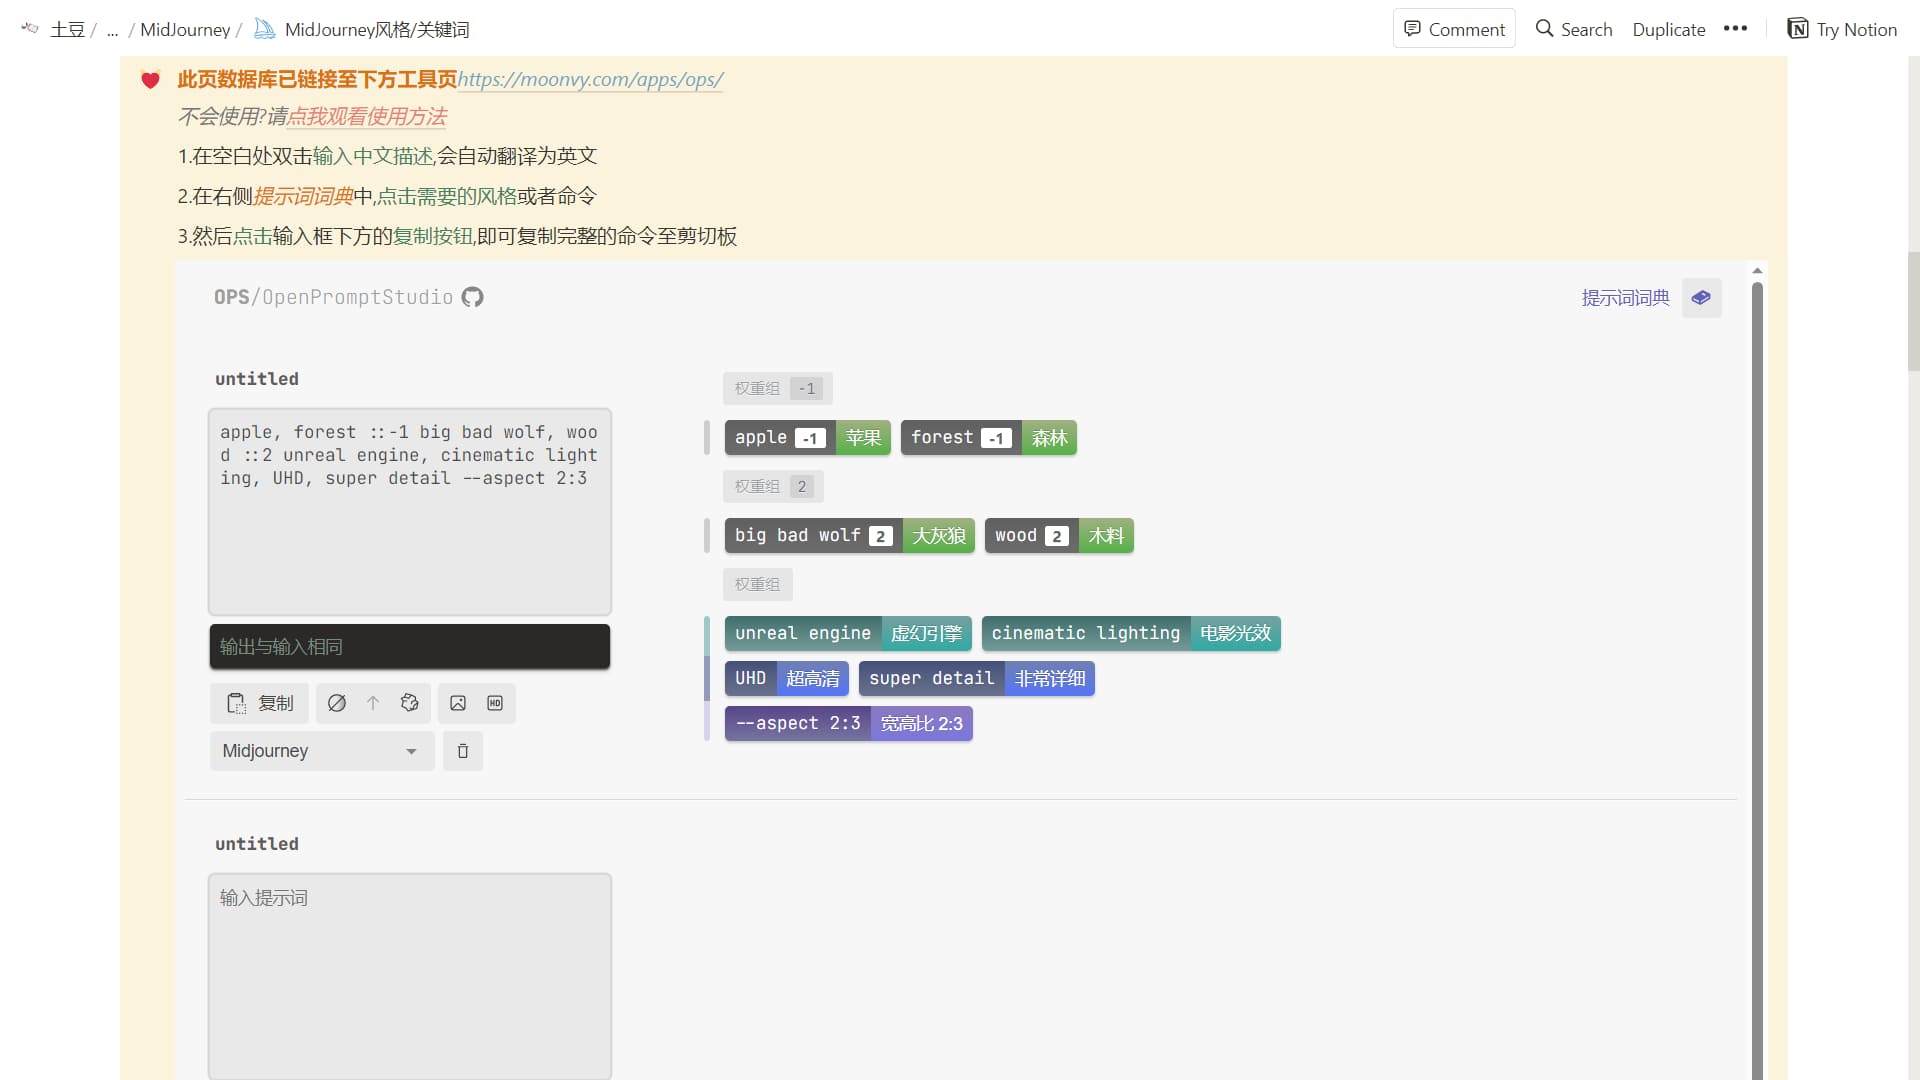 土豆 / ... / MidJourney / MidJourney风格/关键词
Comment Search Duplicate ••• Try Notion
此页数据库已链接至下方工具页https://moonvy.com/apps/ops/
不会使用?请点我观看使用方法
1.在空白处双击输入中文描述,会自动翻译为英文
2.在右侧提示词词典中,点击需要的风格或者命令
3.然后点击输入框下方的复制按钮,即可复制完整的命令至剪切板
OPS/OpenPromptStudio
提示词词典
untitled
apple, forest ::-1 big bad wolf, woo
d ::2 unreal engine, cinematic light
ing, UHD, super detail --aspect 2:3
输出与输入相同
复制
HD
Midjourney
权重组 -1
apple -1 苹果 forest -1 森林
权重组 2
big bad wolf 2 大灰狼 wood 2 木料
权重组
unreal engine 虚幻引擎 cinematic lighting 电影光效
UHD 超高清 super detail 非常详细
--aspect 2:3 宽高比 2:3
untitled
输入提示词